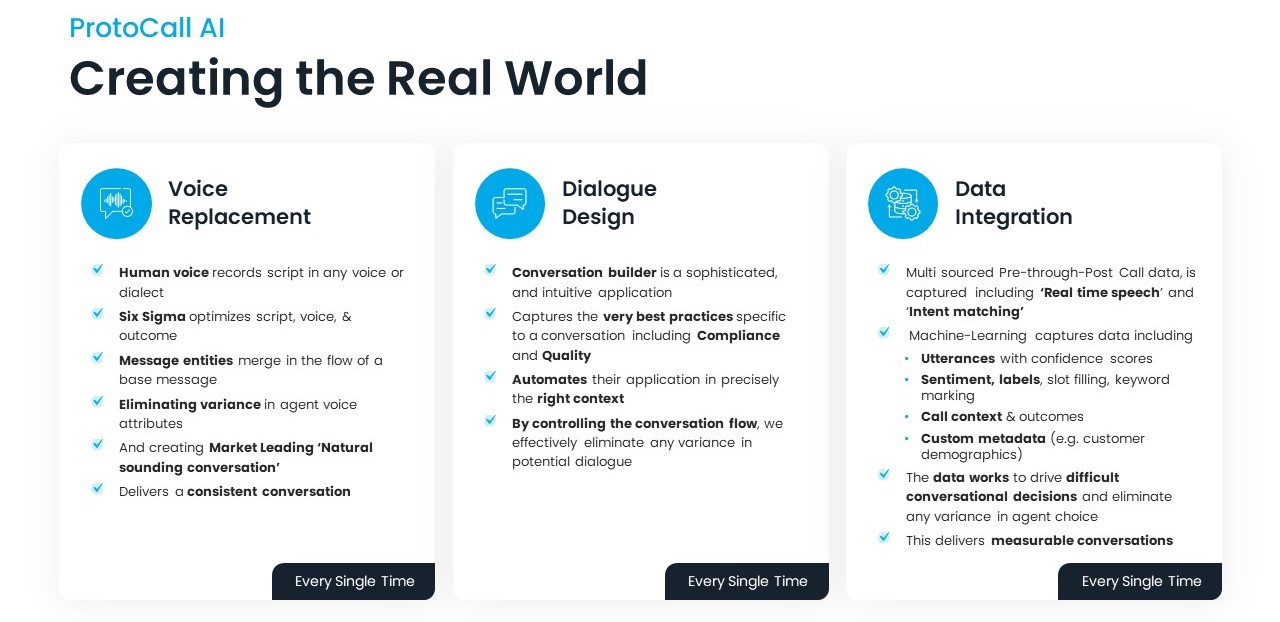 ProtoCall AI
Creating the Real World
Voice
Replacement
Human voice records script in any voice or
dialect
Six Sigma optimizes script, voice, &
outcome
Message entities merge in the flow of a
base message
Eliminating variance in agent voice
attributes
And creating Market Leading ‘Natural
sounding conversation’
Delivers a consistent conversation
Every Single Time
Dialogue
Design
Conversation builder is a sophisticated,
and intuitive application
Captures the very best practices specific
to a conversation including Compliance
and Quality
Automates their application in precisely
the right context
By controlling the conversation flow, we
effectively eliminate any variance in
potential dialogue
Every Single Time
Data
Integration
Multi sourced Pre-through-Post Call data, is
captured including ‘Real time speech’ and
‘Intent matching’
Machine-Learning captures data including
Utterances with confidence scores
Sentiment, labels, slot filling, keyword
marking
Call context & outcomes
Custom metadata (e.g. customer
demographics)
The data works to drive difficult
conversational decisions and eliminate
any variance in agent choice
This delivers measurable conversations
Every Single Time